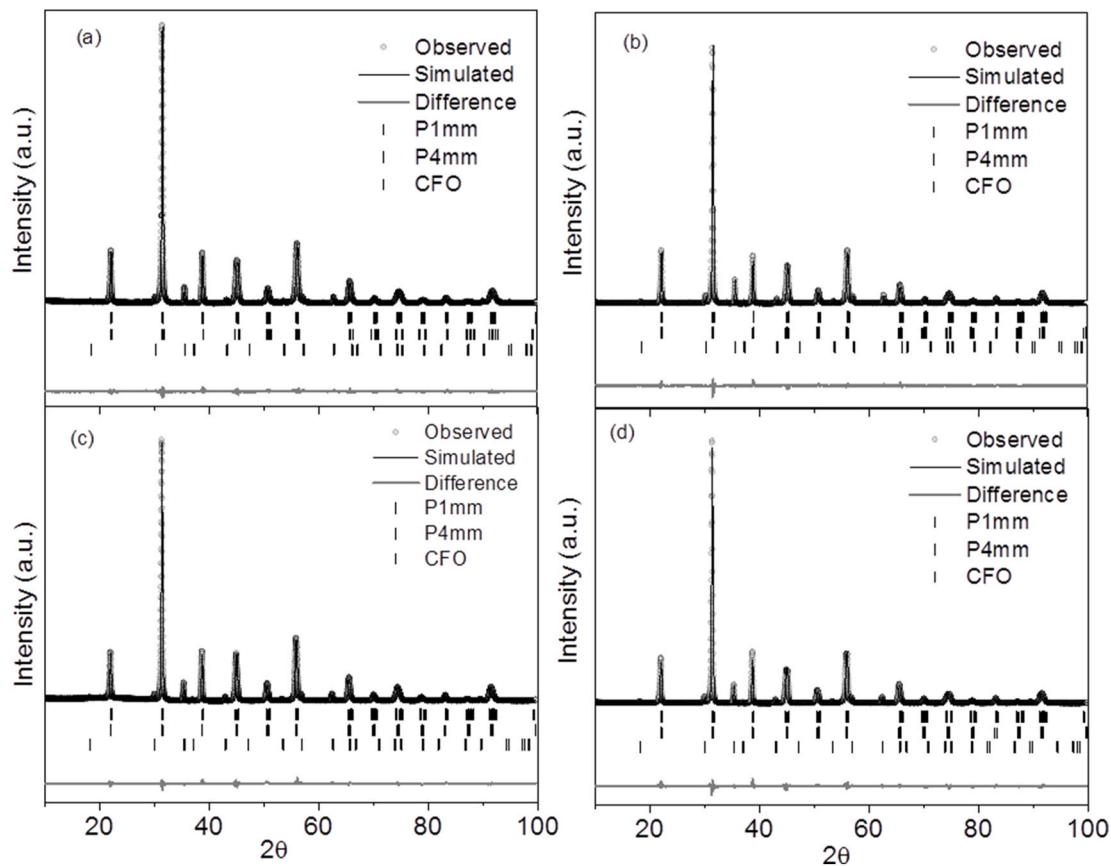 (a)
Observed
Simulated
Difference
P1mm
P4mm
CFO
Intensity (a.u.)
(b)
Observed
Simulated
Difference
P1mm
P4mm
CFO
Intensity (a.u.)
(c)
Observed
Simulated
Difference
P1mm
P4mm
CFO
Intensity (a.u.)
20 40 60 80 100
2θ
(d)
Observed
Simulated
Difference
P1mm
P4mm
CFO
Intensity (a.u.)
20 40 60 80 100
2θ